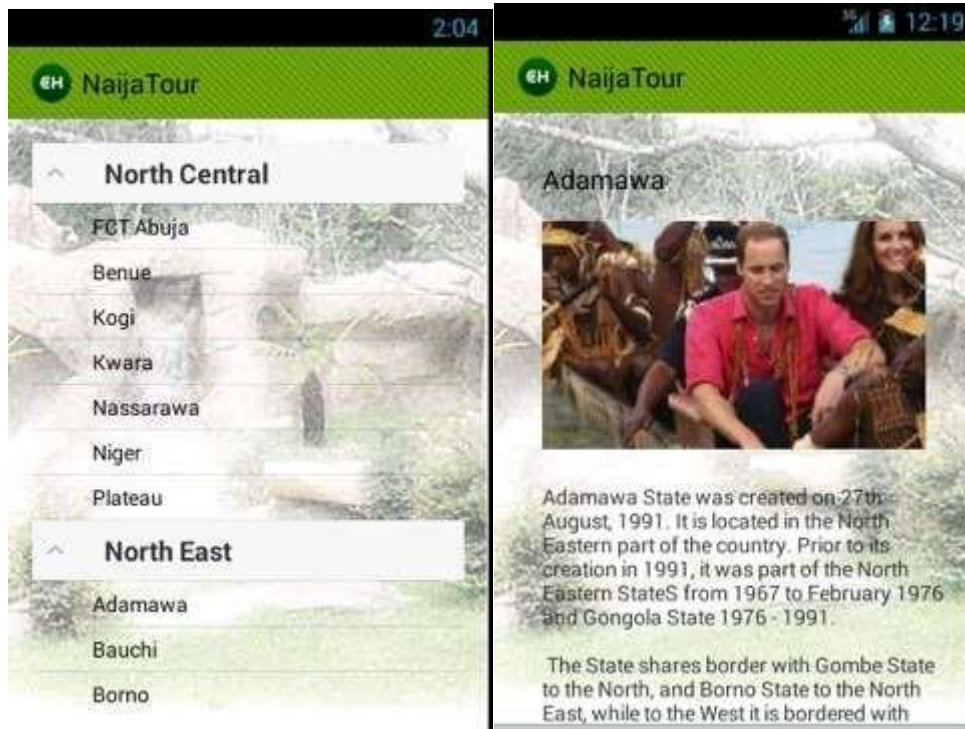 2:04
CH NaijaTour
North Central
FCT Abuja
Benue
Kogi
Kwara
Nassarawa
Niger
Plateau
North East
Adamawa
Bauchi
Borno
3G 12:19
CH NaijaTour
Adamawa
Adamawa State was created on 27th
August, 1991. It is located in the North
Eastern part of the country. Prior to its
creation in 1991, it was part of the North
Eastern StateS from 1967 to February 1976
and Gongola State 1976 - 1991.
The State shares border with Gombe State
to the North, and Borno State to the North
East, while to the West it is bordered with